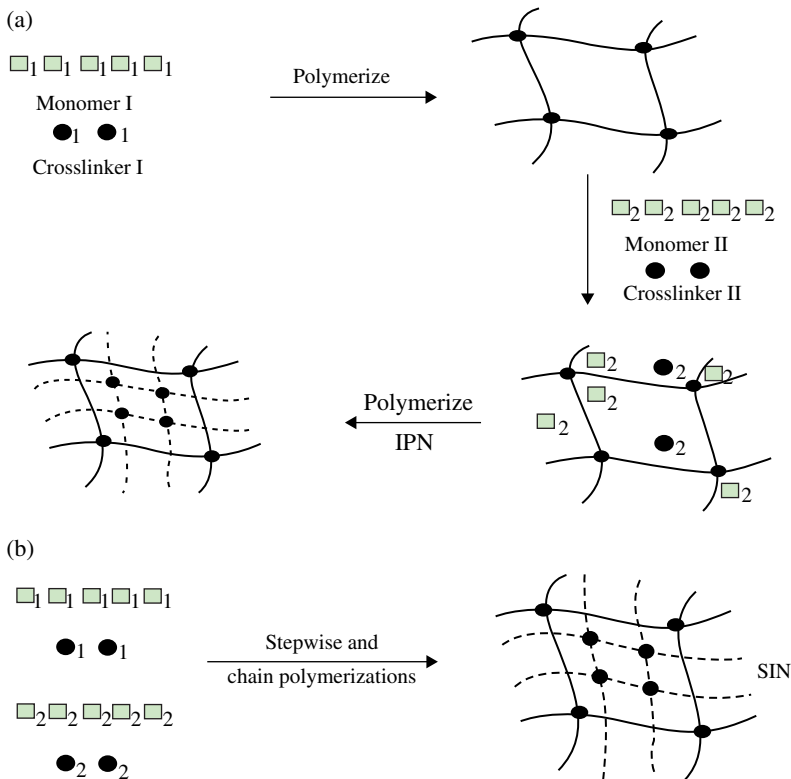 (a)
1 1 1 1 1
Monomer I
1 1
Crosslinker I
Polymerize
2 2 2 2 2
Monomer II
Crosslinker II
2 2 2
2
Polymerize
2
IPN
2
2
(b)
1 1 1 1 1
1 1
Stepwise and
chain polymerizations
SIN
2 2 2 2 2
2 2